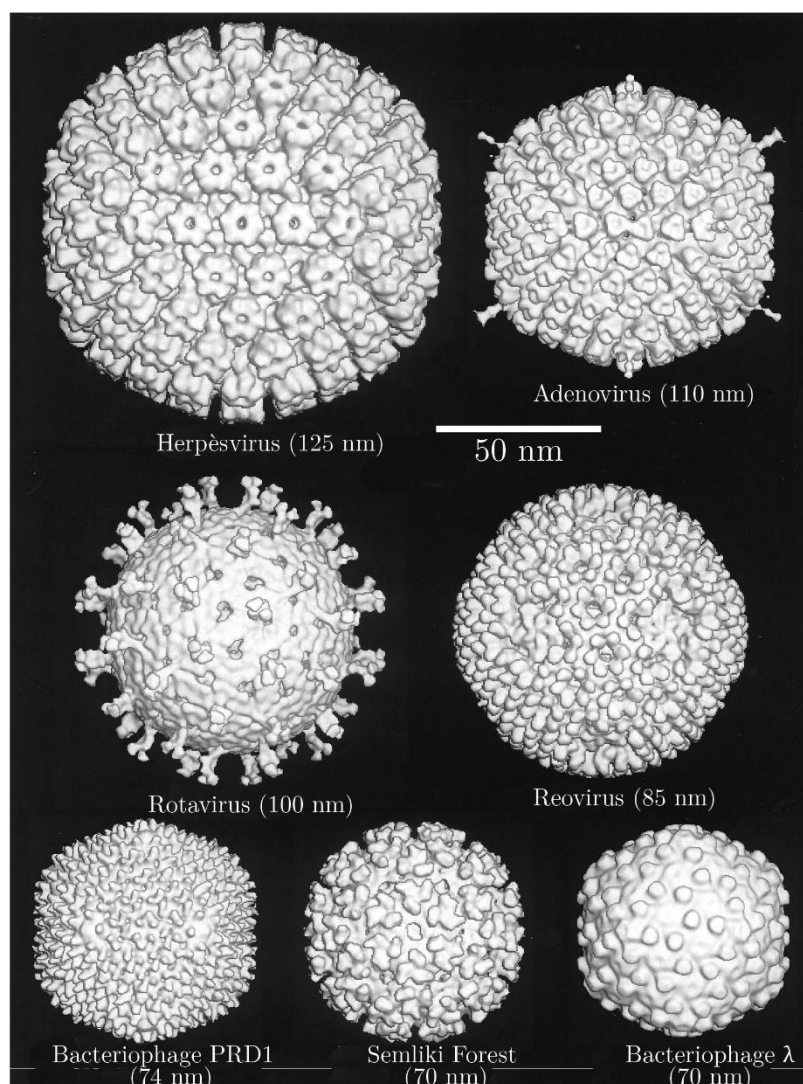 Adenovirus (110 nm)
Herpèsvirus (125 nm)
50 nm
Rotavirus (100 nm)
Reovirus (85 nm)
Bacteriophage PRD1
(74 nm)
Semliki Forest
(70 nm)
Bacteriophage λ
(70 nm)